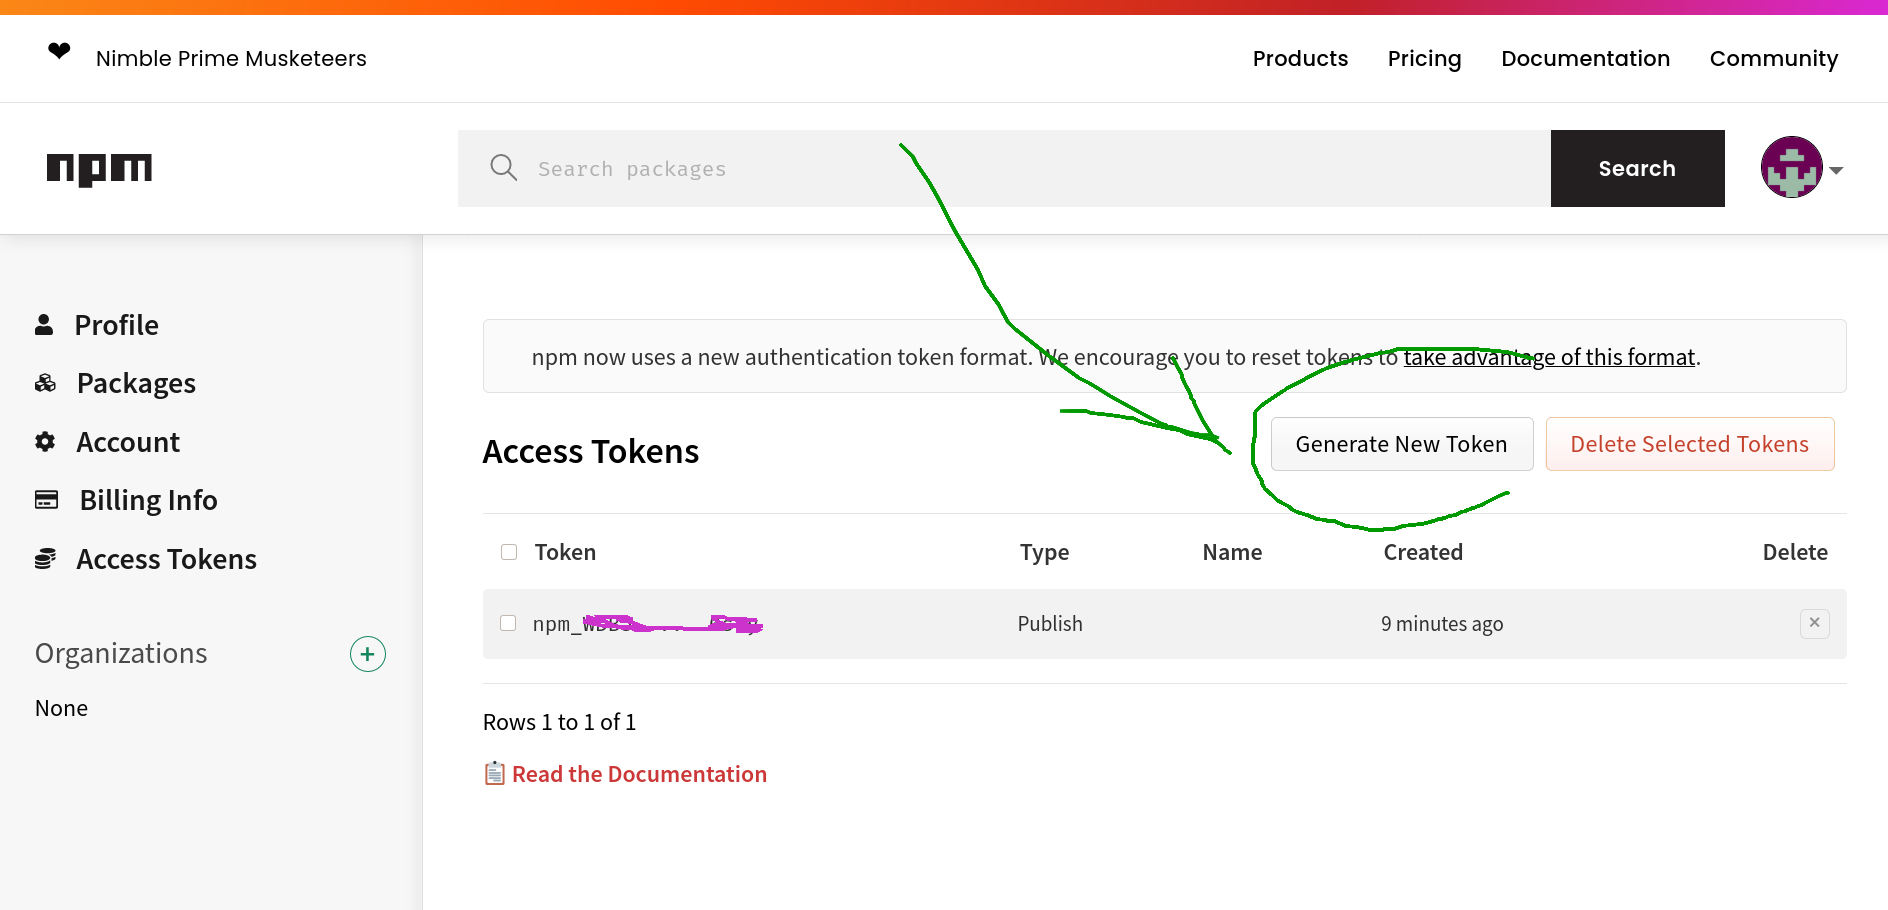 ❤ Nimble Prime Musketeers
Products Pricing Documentation Community
npm
Search packages
Search
Profile
Packages
Account
Billing Info
Access Tokens
Organizations
None
npm now uses a new authentication token format. We encourage you to reset tokens to take advantage of this format.
Access Tokens
Generate New Token
Delete Selected Tokens
Token Type Name Created Delete
npm_ Publish 9 minutes ago
Rows 1 to 1 of 1
Read the Documentation